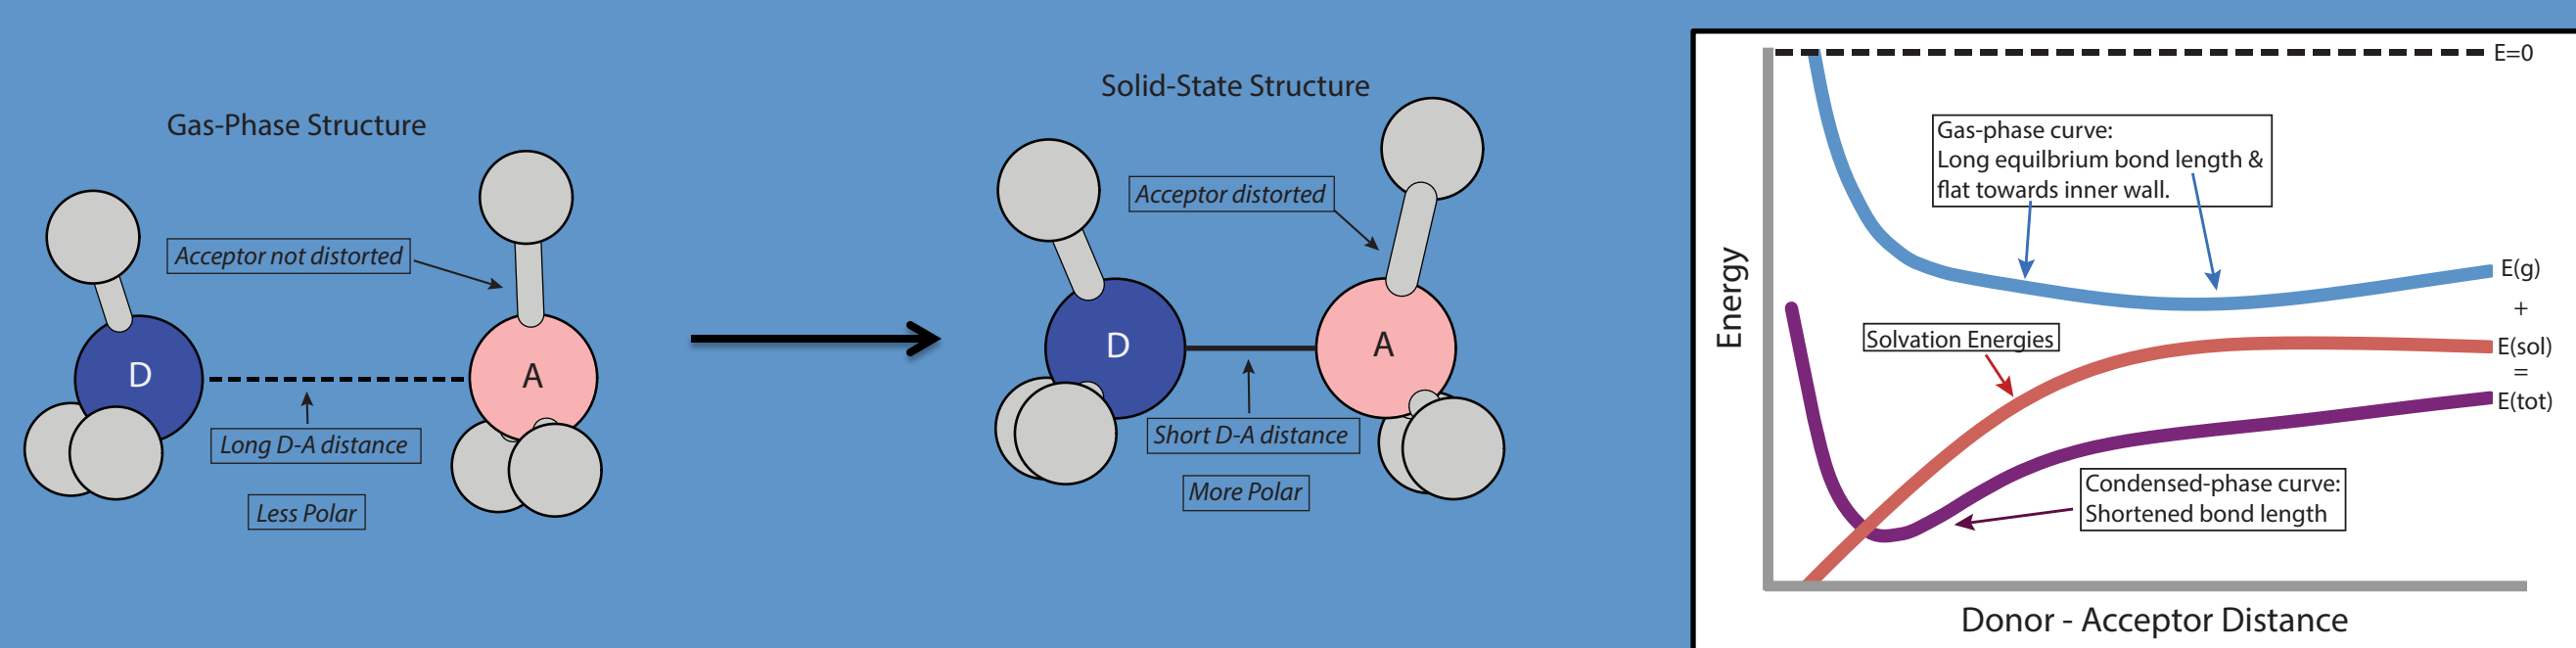 Gas-Phase Structure
Acceptor not distorted
D
A
Long D-A distance
Less Polar
Solid-State Structure
Acceptor distorted
D
A
Short D-A distance
More Polar
E=0
Gas-phase curve:
Long equilbrium bond length &
flat towards inner wall.
Energy
E(g)
+
Solvation Energies
E(sol)
=
E(tot)
Condensed-phase curve:
Shortened bond length
Donor - Acceptor Distance